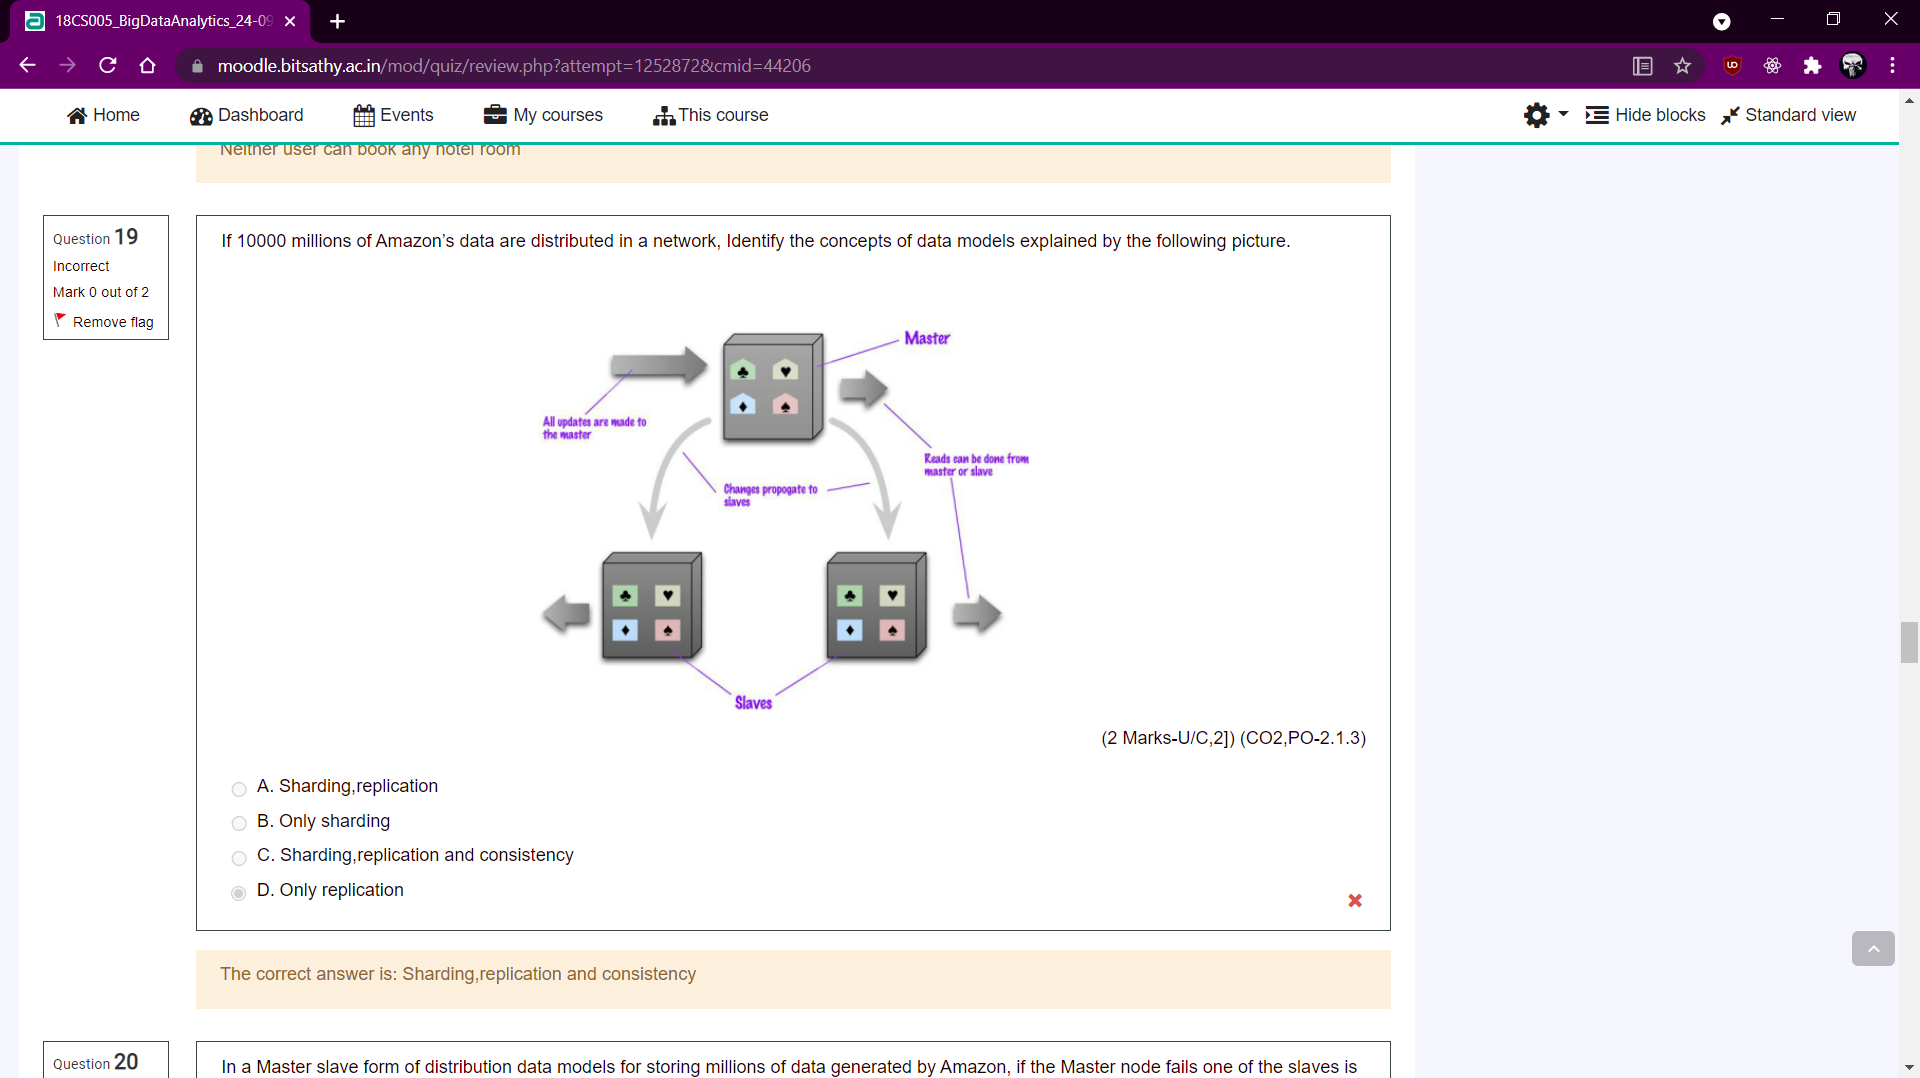 18CS005_BigDataAnalytics_24-09
moodle.bitsathy.ac.in/mod/quiz/review.php?attempt=1252872&cmid=44206
Home Dashboard Events My courses This course Hide blocks Standard view
Neither user can book any hotel room
Question 19
Incorrect
Mark 0 out of 2
Remove flag
If 10000 millions of Amazon’s data are distributed in a network, Identify the concepts of data models explained by the following picture.
Master
All updates are made to
the master
Reads can be done from
master or slave
Changes propogate to
slaves
Slaves
(2 Marks-U/C,2]) (CO2,PO-2.1.3)
A. Sharding,replication
B. Only sharding
C. Sharding,replication and consistency
D. Only replication
The correct answer is: Sharding,replication and consistency
Question 20
In a Master slave form of distribution data models for storing millions of data generated by Amazon, if the Master node fails one of the slaves is